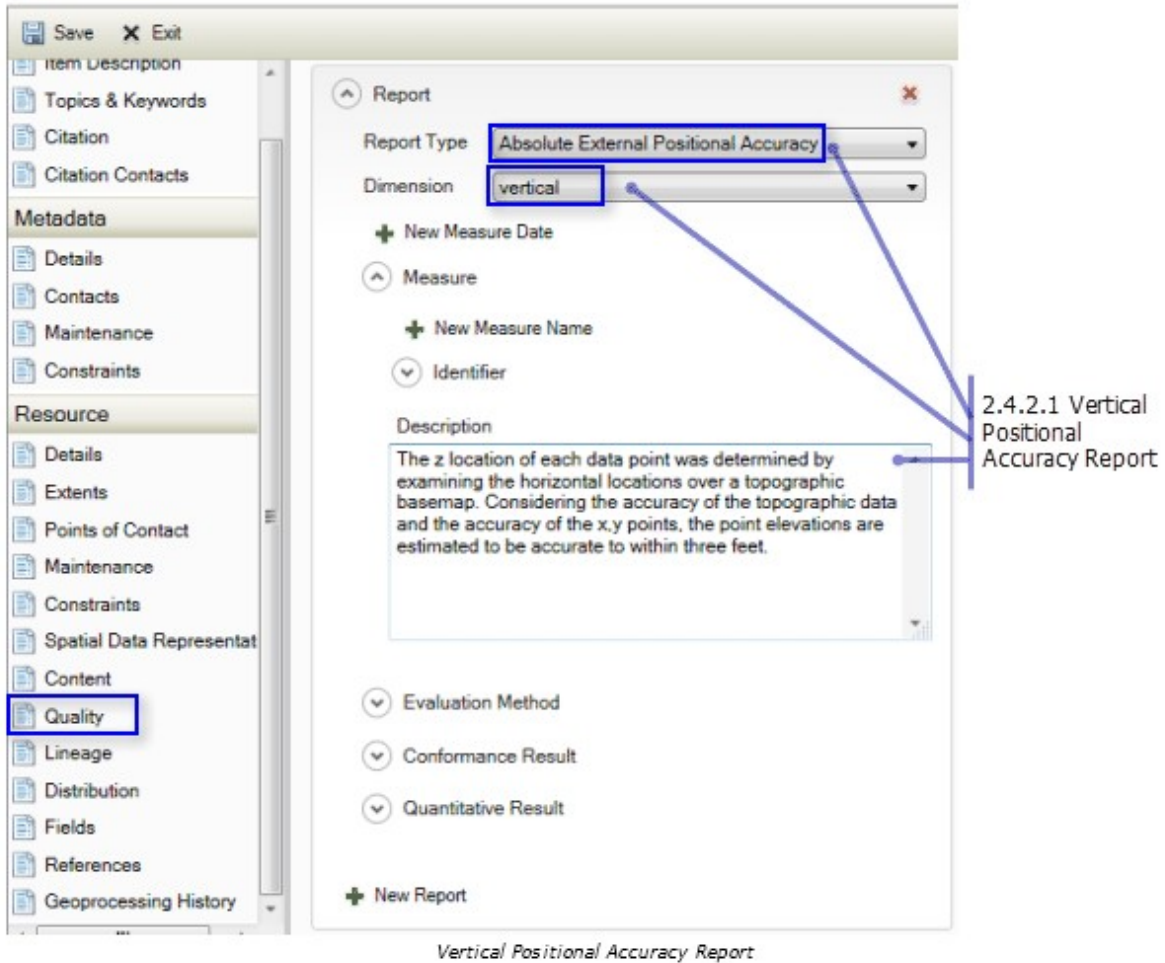 Save Exit
Item Description
Topics & Keywords
Citation
Citation Contacts
Metadata
Details
Contacts
Maintenance
Constraints
Resource
Details
Extents
Points of Contact
Maintenance
Constraints
Spatial Data Representat
Content
Quality
Lineage
Distribution
Fields
References
Geoprocessing History
Report
Report Type Absolute External Positional Accuracy
Dimension vertical
New Measure Date
Measure
New Measure Name
Identifier
Description
The z location of each data point was determined by
examining the horizontal locations over a topographic
basemap. Considering the accuracy of the topographic data
and the accuracy of the x,y points, the point elevations are
estimated to be accurate to within three feet.
Evaluation Method
Conformance Result
Quantitative Result
New Report
2.4.2.1 Vertical
Positional
Accuracy Report
Vertical Positional Accuracy Report